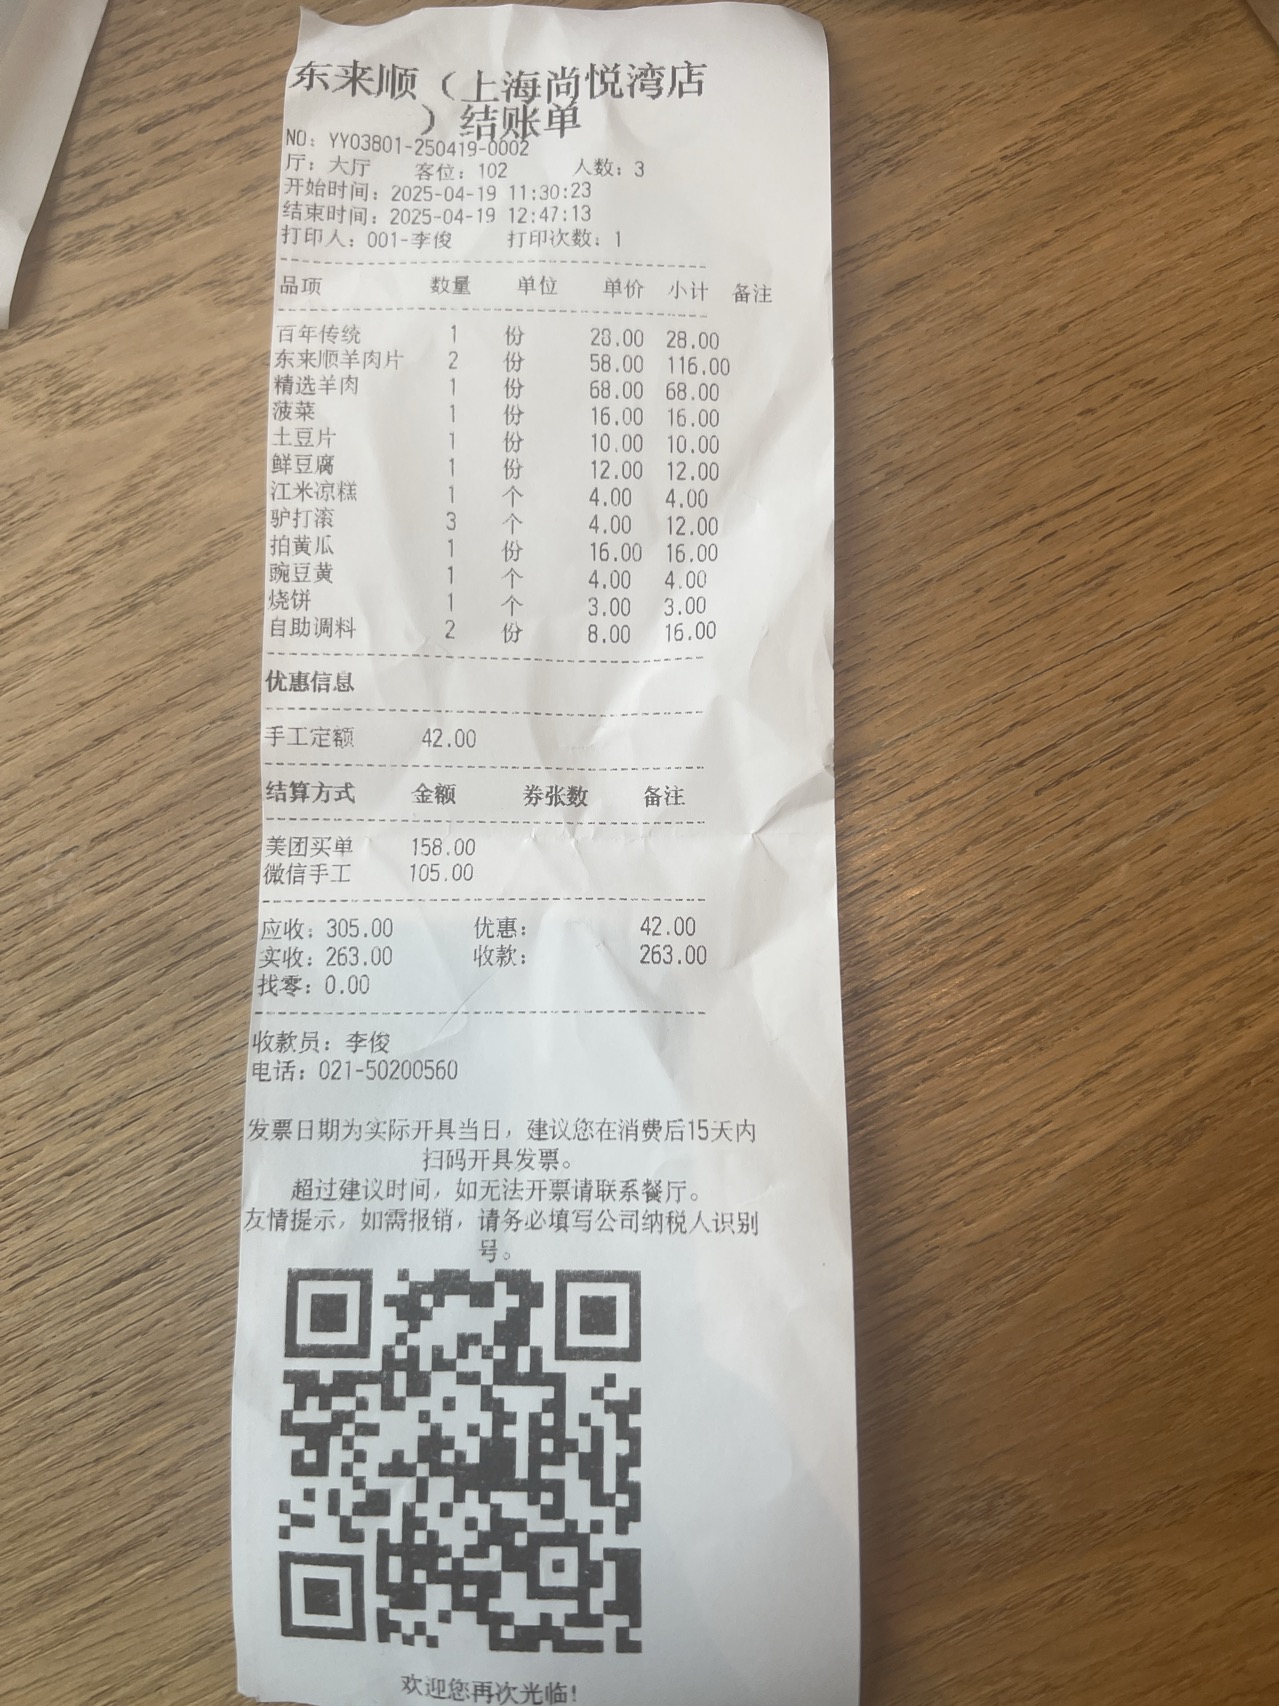 东来顺（上海尚悦湾店
）结账单
NO：YY03801-250419-0002
厅：大厅 客位：102 人数：3
开始时间：2025-04-19 11:30:23
结束时间：2025-04-19 12:47:13
打印人：001-李俊 打印次数：1
品项 数量 单位 单价 小计 备注
百年传统 1 份 28.00 28.00
东来顺羊肉片 2 份 58.00 116.00
精选羊肉 1 份 68.00 68.00
菠菜 1 份 16.00 16.00
土豆片 1 份 10.00 10.00
鲜豆腐 1 份 12.00 12.00
江米凉糕 1 个 4.00 4.00
驴打滚 3 个 4.00 12.00
拍黄瓜 1 份 16.00 16.00
豌豆黄 1 个 4.00 4.00
烧饼 1 个 3.00 3.00
自助调料 2 份 8.00 16.00
优惠信息
手工定额 42.00
结算方式 金额 券张数 备注
美团买单 158.00
微信手工 105.00
应收：305.00 优惠： 42.00
实收：263.00 收款： 263.00
找零：0.00
收款员：李俊
电话：021-50200560
发票日期为实际开具当日，建议您在消费后15天内
扫码开具发票。
超过建议时间，如无法开票请联系餐厅。
友情提示，如需报销，请务必填写公司纳税人识别
号。
欢迎您再次光临！